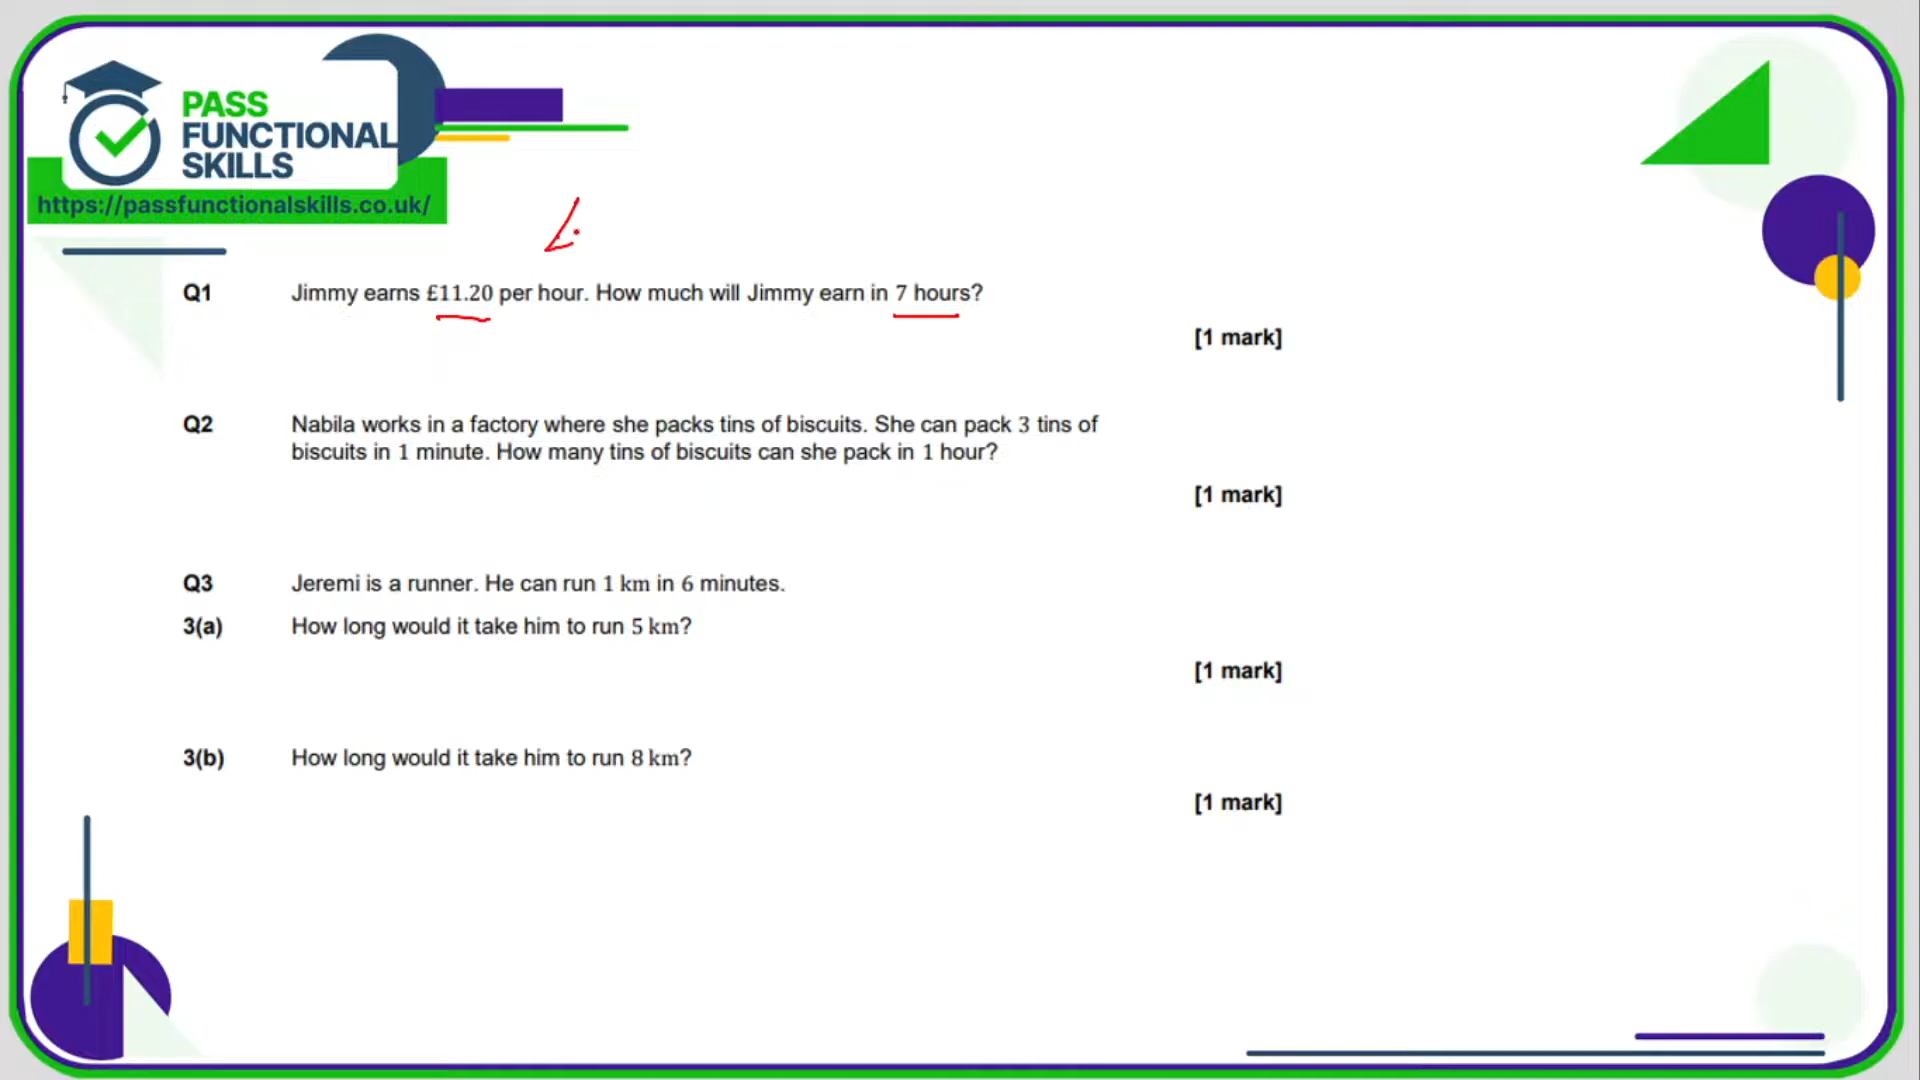 PASS
FUNCTIONAL
SKILLS
https://passfunctionalskills.co.uk/
Q1 Jimmy earns £11.20 per hour. How much will Jimmy earn in 7 hours?
[1 mark]
Q2 Nabila works in a factory where she packs tins of biscuits. She can pack 3 tins of
biscuits in 1 minute. How many tins of biscuits can she pack in 1 hour?
[1 mark]
Q3 Jeremi is a runner. He can run 1 km in 6 minutes.
3(a) How long would it take him to run 5 km?
[1 mark]
3(b) How long would it take him to run 8 km?
[1 mark]